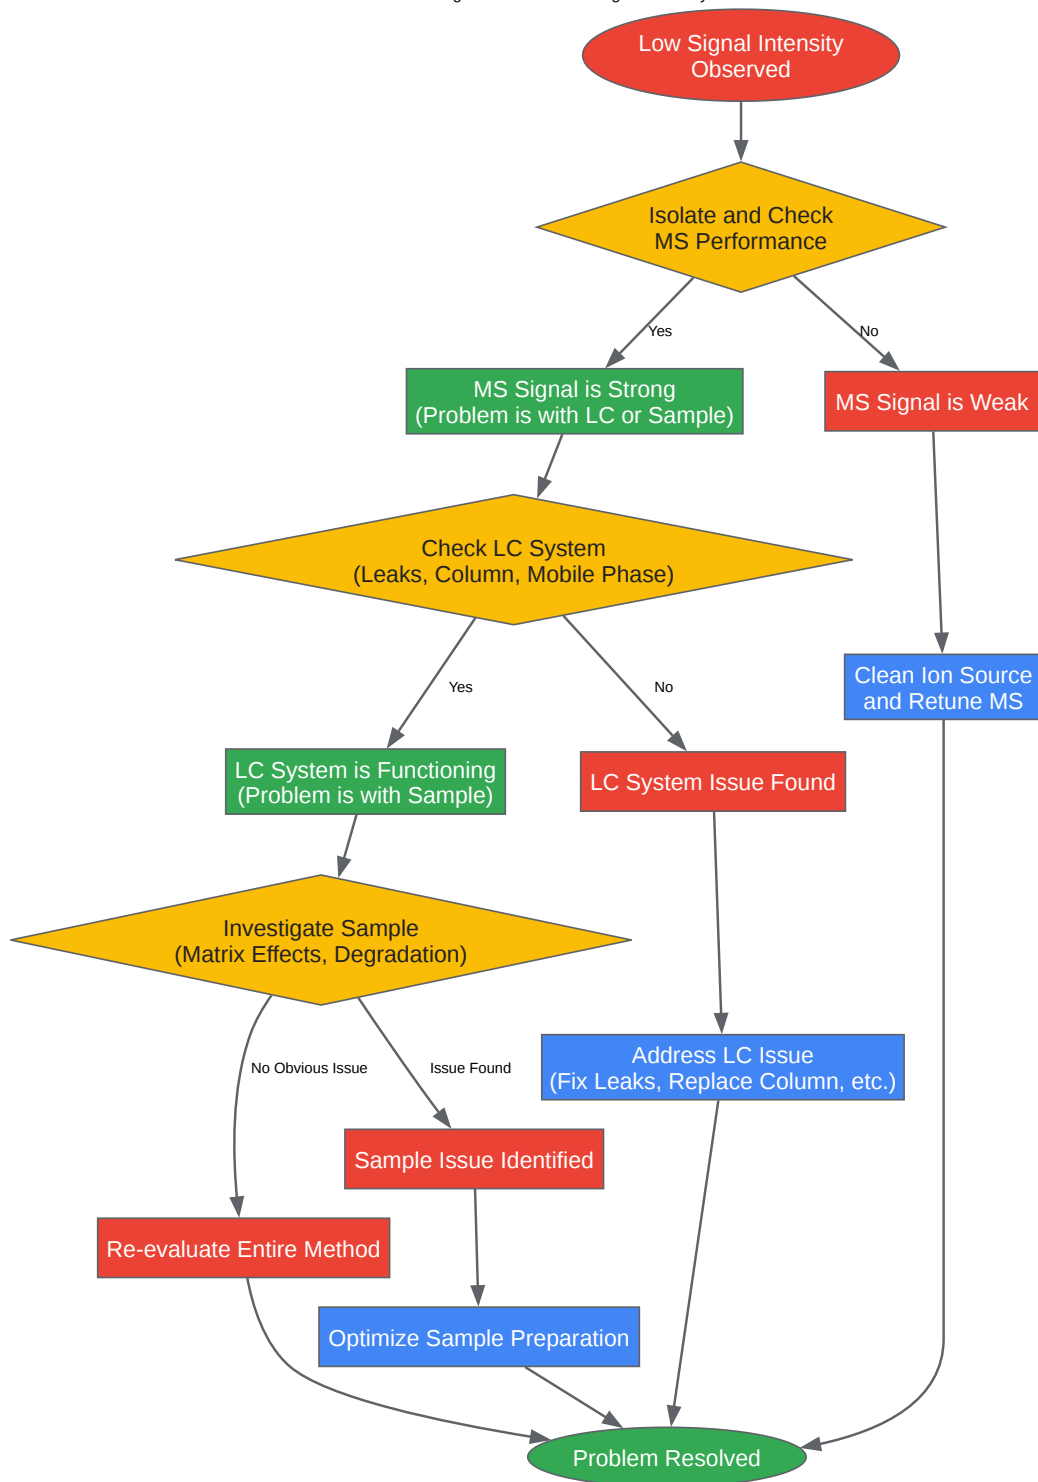 Low Signal Intensity
Observed
Isolate and Check
MS Performance
Yes
No
MS Signal is Strong
(Problem is with LC or Sample)
MS Signal is Weak
Check LC System
(Leaks, Column, Mobile Phase)
Clean Ion Source
and Retune MS
Yes
No
LC System is Functioning
(Problem is with Sample)
LC System Issue Found
Investigate Sample
(Matrix Effects, Degradation)
Address LC Issue
(Fix Leaks, Replace Column, etc.)
No Obvious Issue
Issue Found
Sample Issue Identified
Re-evaluate Entire Method
Optimize Sample Preparation
Problem Resolved